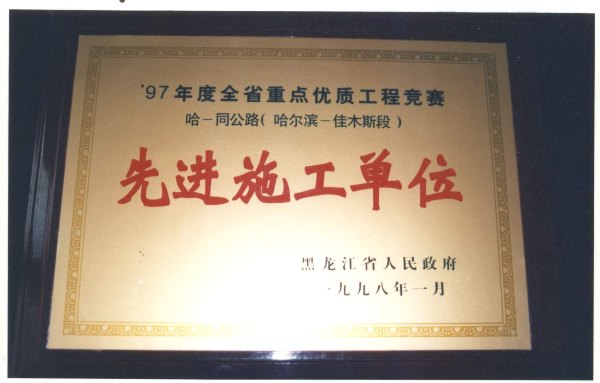 '97年度全省重点优质工程竞赛
哈-同公路(哈尔滨-佳木斯段)
先进施工单位
黑龙江省人民政府
一九九八年一月